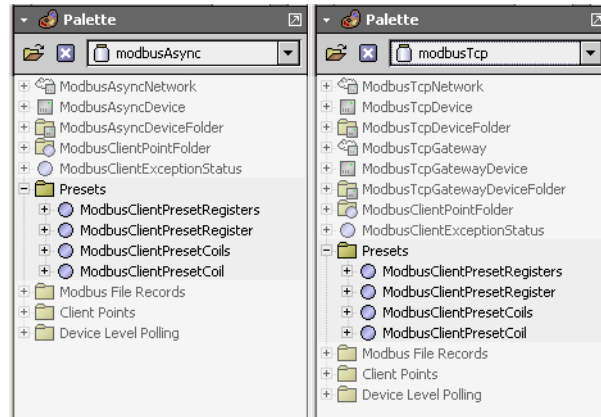 Palette
modbusAsync
ModbusAsyncNetwork
ModbusAsyncDevice
ModbusAsyncDeviceFolder
ModbusClientPointFolder
ModbusClientExceptionStatus
Presets
ModbusClientPresetRegisters
ModbusClientPresetRegister
ModbusClientPresetCoils
ModbusClientPresetCoil
Modbus File Records
Client Points
Device Level Polling
Palette
modbusTcp
ModbusTcpNetwork
ModbusTcpDevice
ModbusTcpDeviceFolder
ModbusTcpGateway
ModbusTcpGatewayDevice
ModbusTcpGatewayDeviceFolder
ModbusClientPointFolder
ModbusClientExceptionStatus
Presets
ModbusClientPresetRegisters
ModbusClientPresetRegister
ModbusClientPresetCoils
ModbusClientPresetCoil
Modbus File Records
Client Points
Device Level Polling